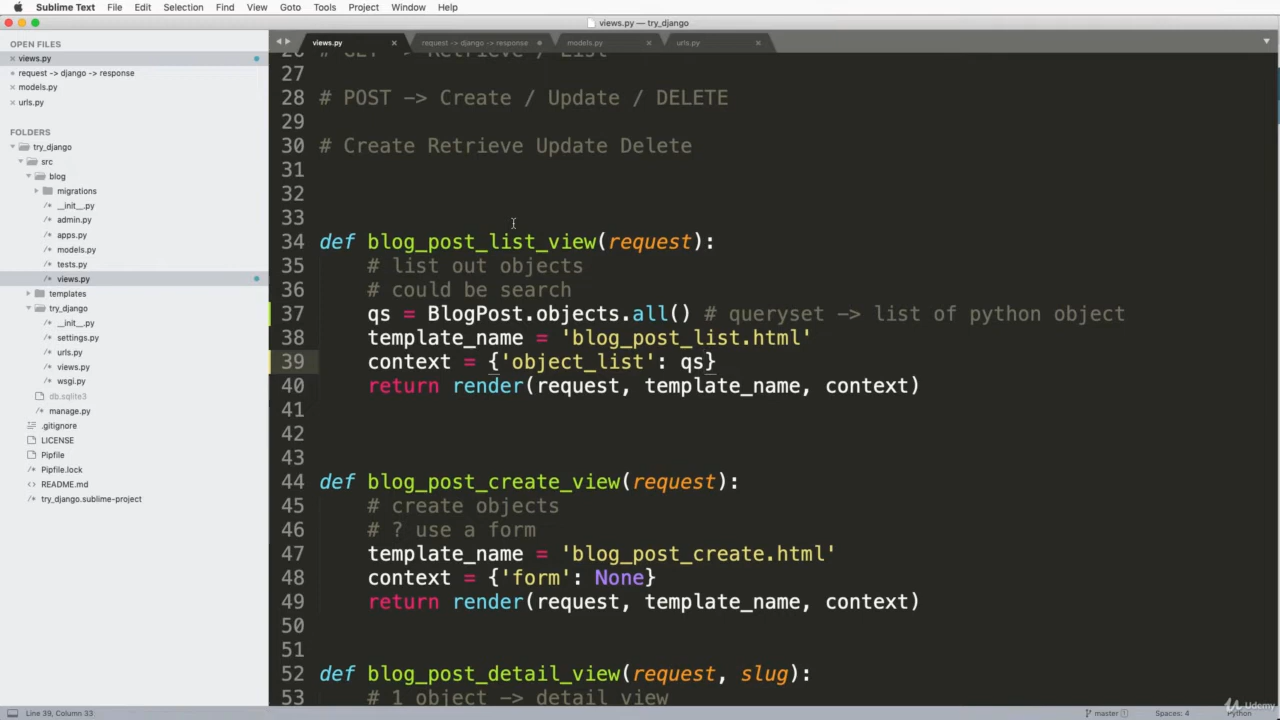 Sublime Text File Edit Selection Find View Goto Tools Project Window Help
views.py — try_django
OPEN FILES
views.py
request -> django -> response
models.py
urls.py
FOLDERS
try_django
src
blog
migrations
__init__.py
admin.py
apps.py
models.py
tests.py
views.py
templates
try_django
__init__.py
settings.py
urls.py
views.py
wsgi.py
db.sqlite3
manage.py
.gitignore
LICENSE
Pipfile
Pipfile.lock
README.md
try_django.sublime-project
views.py request -> django -> response models.py urls.py
26 # GET -> Retrieve / List
27
28 # POST -> Create / Update / DELETE
29
30 # Create Retrieve Update Delete
31
32
33
34 def blog_post_list_view(request):
35 # list out objects
36 # could be search
37 qs = BlogPost.objects.all() # queryset -> list of python object
38 template_name = 'blog_post_list.html'
39 context = {'object_list': qs}
40 return render(request, template_name, context)
41
42
43
44 def blog_post_create_view(request):
45 # create objects
46 # ? use a form
47 template_name = 'blog_post_create.html'
48 context = {'form': None}
49 return render(request, template_name, context)
50
51
52 def blog_post_detail_view(request, slug):
53 # 1 object -> detail view
Line 39, Column 33 master 1 Spaces: 4 Python
Udemy